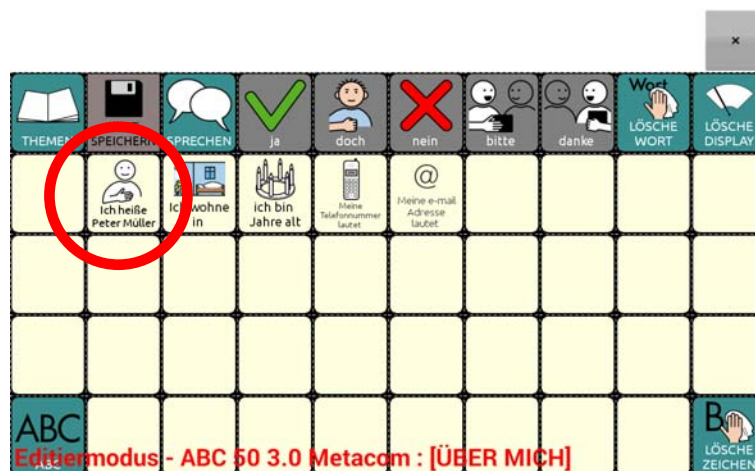 ×
THEMEN
SPEICHERN
SPRECHEN
ja
doch
nein
bitte
danke
Wort
LÖSCHE
WORT
LÖSCHE
DISPLAY
Ich heiße
Peter Müller
Ich wohne
in
ich bin
Jahre alt
Meine
Telefonnummer
lautet
@
Meine e-mail
Adresse
lautet
ABC
ABC
B
LÖSCHE
ZEICHEN
Editiermodus - ABC 50 3.0 Metacom : [ÜBER MICH]